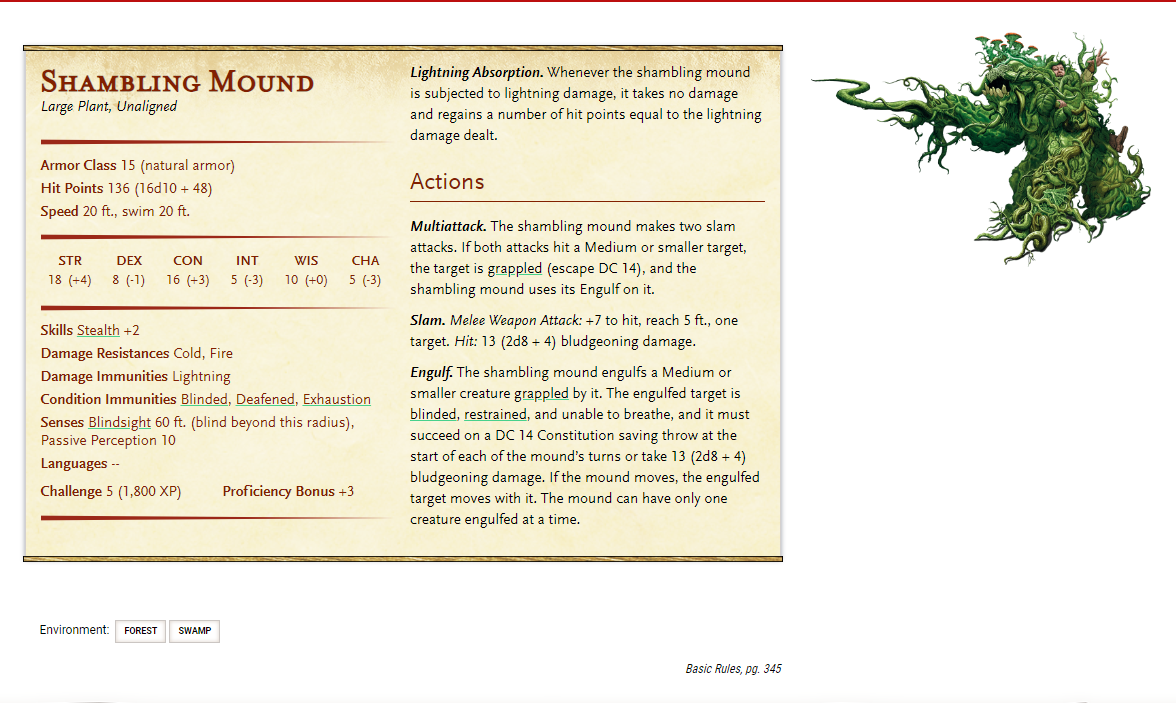 Shambling Mound
Large Plant, Unaligned
Armor Class 15 (natural armor)
Hit Points 136 (16d10 + 48)
Speed 20 ft., swim 20 ft.
STR DEX CON INT WIS CHA
18 (+4) 8 (-1) 16 (+3) 5 (-3) 10 (+0) 5 (-3)
Skills Stealth +2
Damage Resistances Cold, Fire
Damage Immunities Lightning
Condition Immunities Blinded, Deafened, Exhaustion
Senses Blindsight 60 ft. (blind beyond this radius),
Passive Perception 10
Languages --
Challenge 5 (1,800 XP) Proficiency Bonus +3
Lightning Absorption. Whenever the shambling mound
is subjected to lightning damage, it takes no damage
and regains a number of hit points equal to the lightning
damage dealt.
Actions
Multiattack. The shambling mound makes two slam
attacks. If both attacks hit a Medium or smaller target,
the target is grappled (escape DC 14), and the
shambling mound uses its Engulf on it.
Slam. Melee Weapon Attack: +7 to hit, reach 5 ft., one
target. Hit: 13 (2d8 + 4) bludgeoning damage.
Engulf. The shambling mound engulfs a Medium or
smaller creature grappled by it. The engulfed target is
blinded, restrained, and unable to breathe, and it must
succeed on a DC 14 Constitution saving throw at the
start of each of the mound's turns or take 13 (2d8 + 4)
bludgeoning damage. If the mound moves, the engulfed
target moves with it. The mound can have only one
creature engulfed at a time.
Environment: FOREST SWAMP
Basic Rules, pg. 345